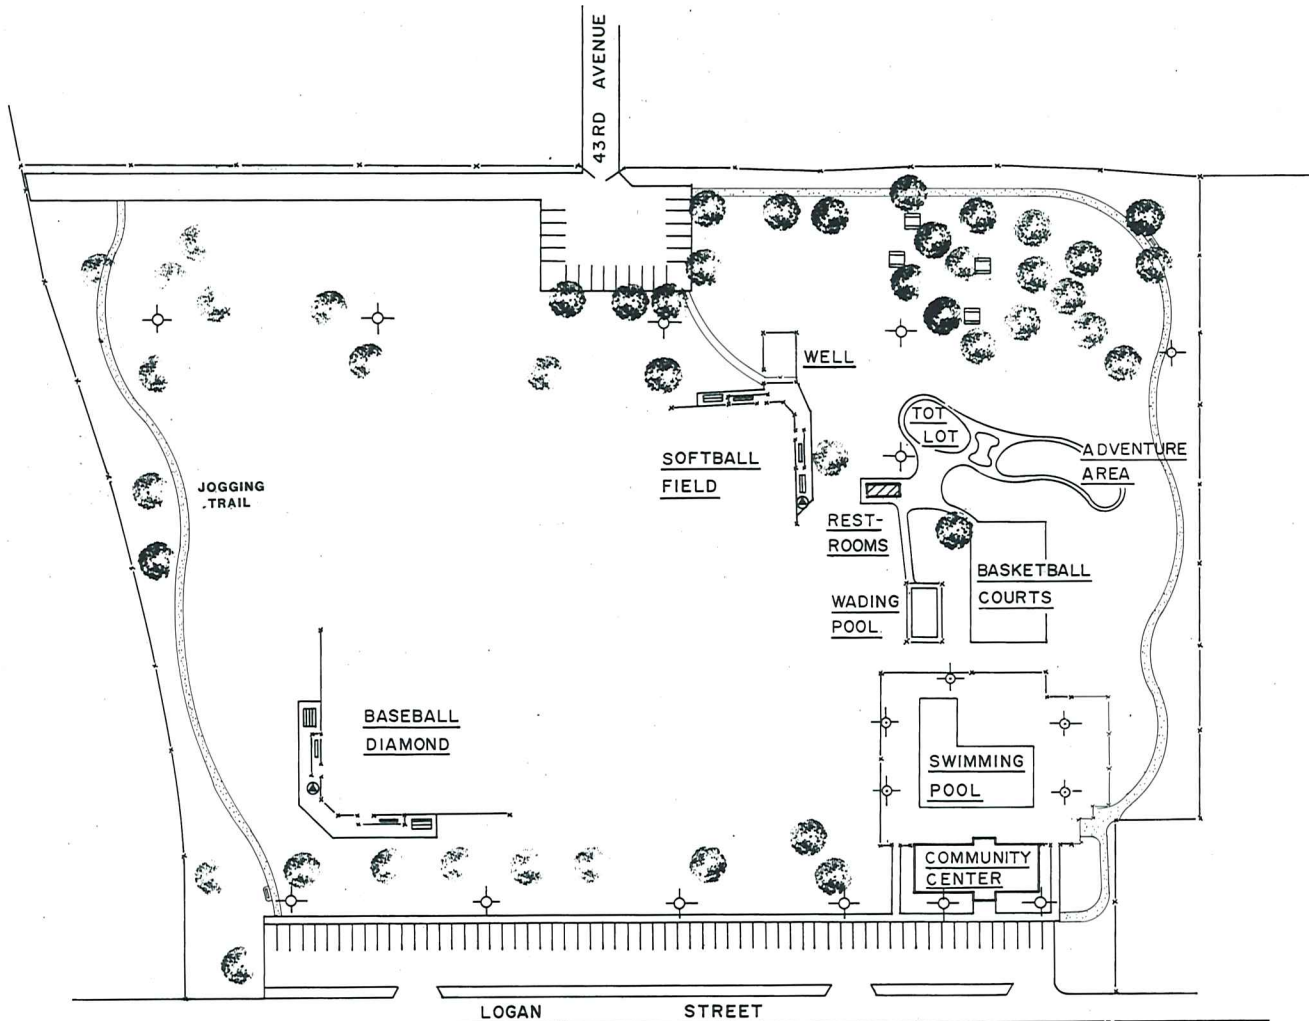 43RD AVENUE
WELL
TOT
LOT
ADVENTURE
AREA
SOFTBALL
FIELD
JOGGING
TRAIL
REST-
ROOMS
BASKETBALL
COURTS
WADING
POOL
BASEBALL
DIAMOND
SWIMMING
POOL
COMMUNITY
CENTER
LOGAN STREET